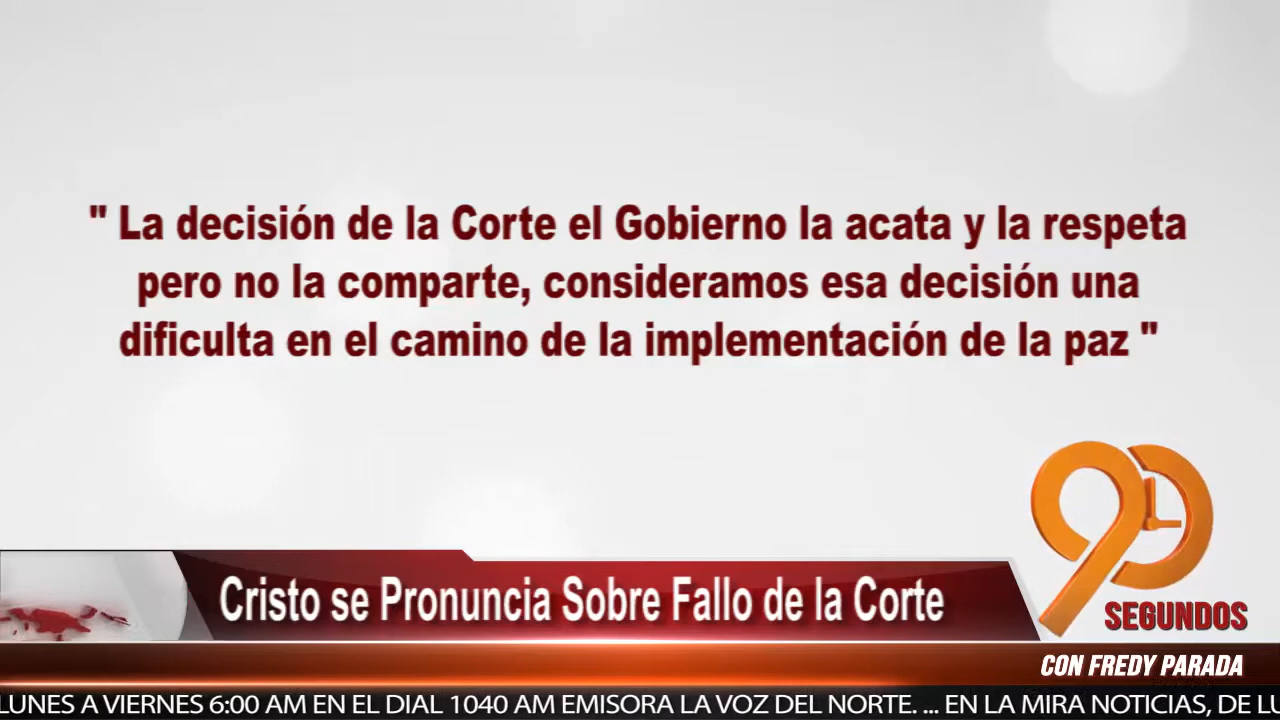 " La decisión de la Corte el Gobierno la acata y la respeta
pero no la comparte, consideramos esa decisión una
dificulta en el camino de la implementación de la paz "
90
SEGUNDOS
Cristo se Pronuncia Sobre Fallo de la Corte
CON FREDY PARADA
LUNES A VIERNES 6:00 AM EN EL DIAL 1040 AM EMISORA LA VOZ DEL NORTE. ... EN LA MIRA NOTICIAS, DE LU